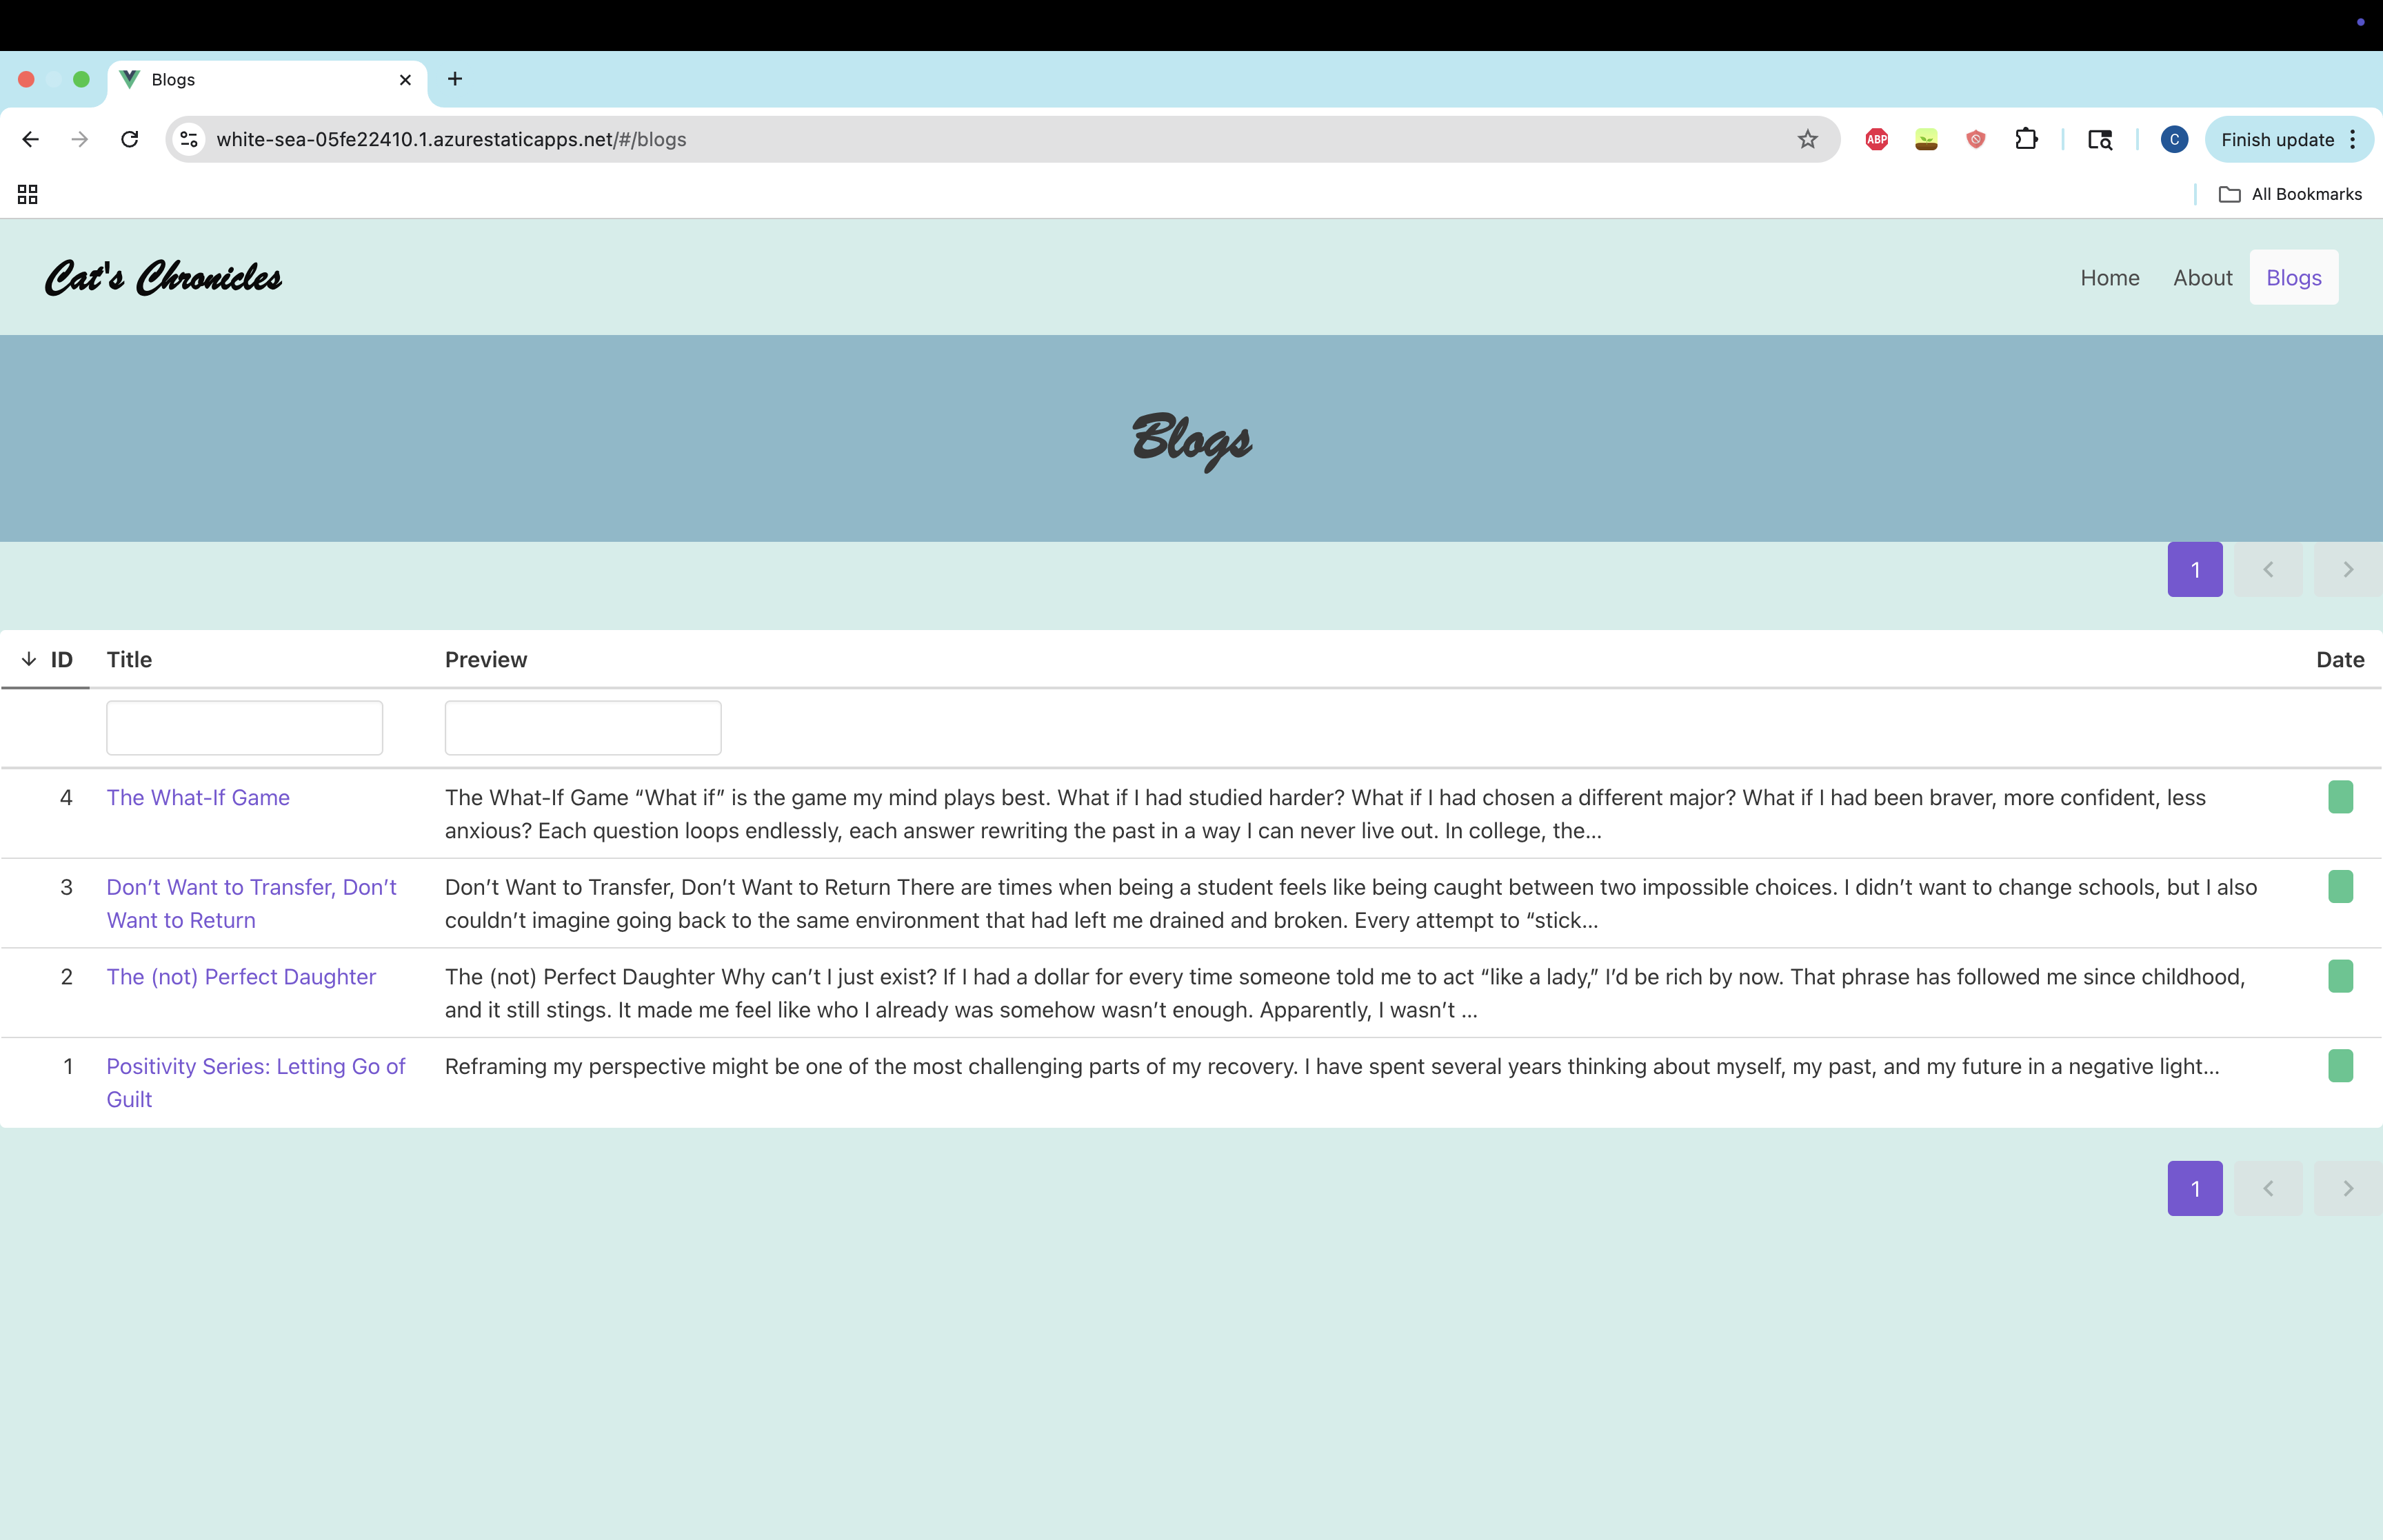 Blogs
white-sea-05fe22410.1.azurestaticapps.net/#/blogs
ABP
C
Finish update
All Bookmarks
Cat's Chronicles
Home About Blogs
Blogs
1
ID Title Preview Date
4 The What-If Game The What-If Game “What if” is the game my mind plays best. What if I had studied harder? What if I had chosen a different major? What if I had been braver, more confident, less
anxious? Each question loops endlessly, each answer rewriting the past in a way I can never live out. In college, the...
3 Don’t Want to Transfer, Don’t Don’t Want to Transfer, Don’t Want to Return There are times when being a student feels like being caught between two impossible choices. I didn’t want to change schools, but I also
Want to Return couldn’t imagine going back to the same environment that had left me drained and broken. Every attempt to “stick...
2 The (not) Perfect Daughter The (not) Perfect Daughter Why can’t I just exist? If I had a dollar for every time someone told me to act “like a lady,” I’d be rich by now. That phrase has followed me since childhood,
and it still stings. It made me feel like who I already was somehow wasn’t enough. Apparently, I wasn’t ...
1 Positivity Series: Letting Go of Reframing my perspective might be one of the most challenging parts of my recovery. I have spent several years thinking about myself, my past, and my future in a negative light...
Guilt
1